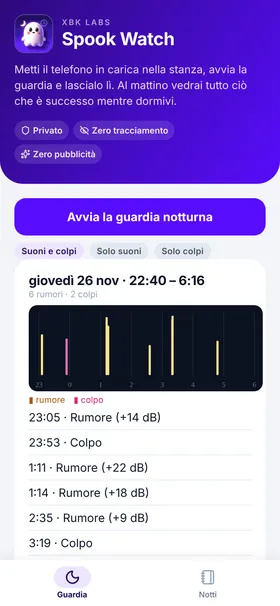 XBK LABS
Spook Watch
Metti il telefono in carica nella stanza, avvia la
guardia e lascialo lì. Al mattino vedrai tutto ciò
che è successo mentre dormivi.
Privato
Zero tracciamento
Zero pubblicità
Avvia la guardia notturna
Suoni e colpi
Solo suoni
Solo colpi
giovedì 26 nov · 22:40 – 6:16
6 rumori · 2 colpi
23 0 1 2 3 4 5 6
rumore colpo
23:05 · Rumore (+14 dB)
23:53 · Colpo
1:11 · Rumore (+22 dB)
1:14 · Rumore (+18 dB)
2:35 · Rumore (+9 dB)
3:19 · Colpo
Guardia
Notti